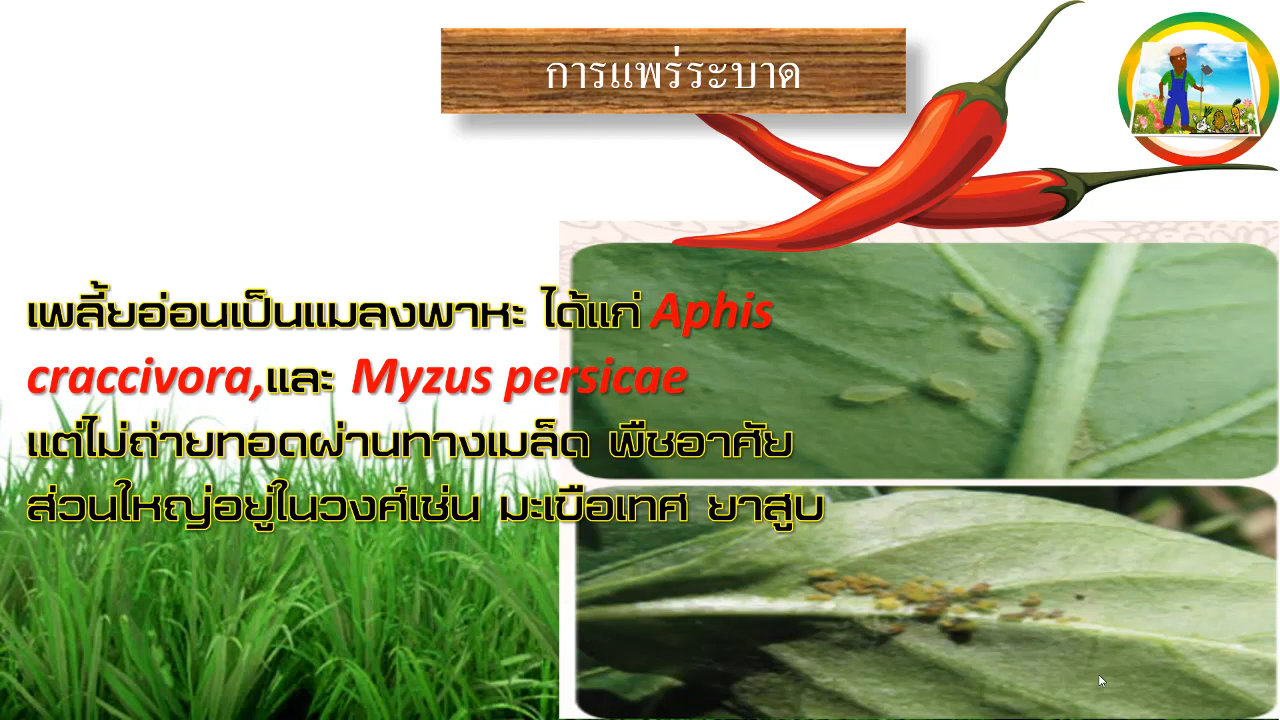 การแพร่ระบาด
เพลี้ยอ่อนเป็นแมลงพาหะ ได้แก่ Aphis
craccivora,และ Myzus persicae
แต่ไม่ถ่ายทอดผ่านทางเมล็ด พืชอาศัย
ส่วนใหญ่อยู่ในวงศ์เช่น มะเขือเทศ ยาสูบ